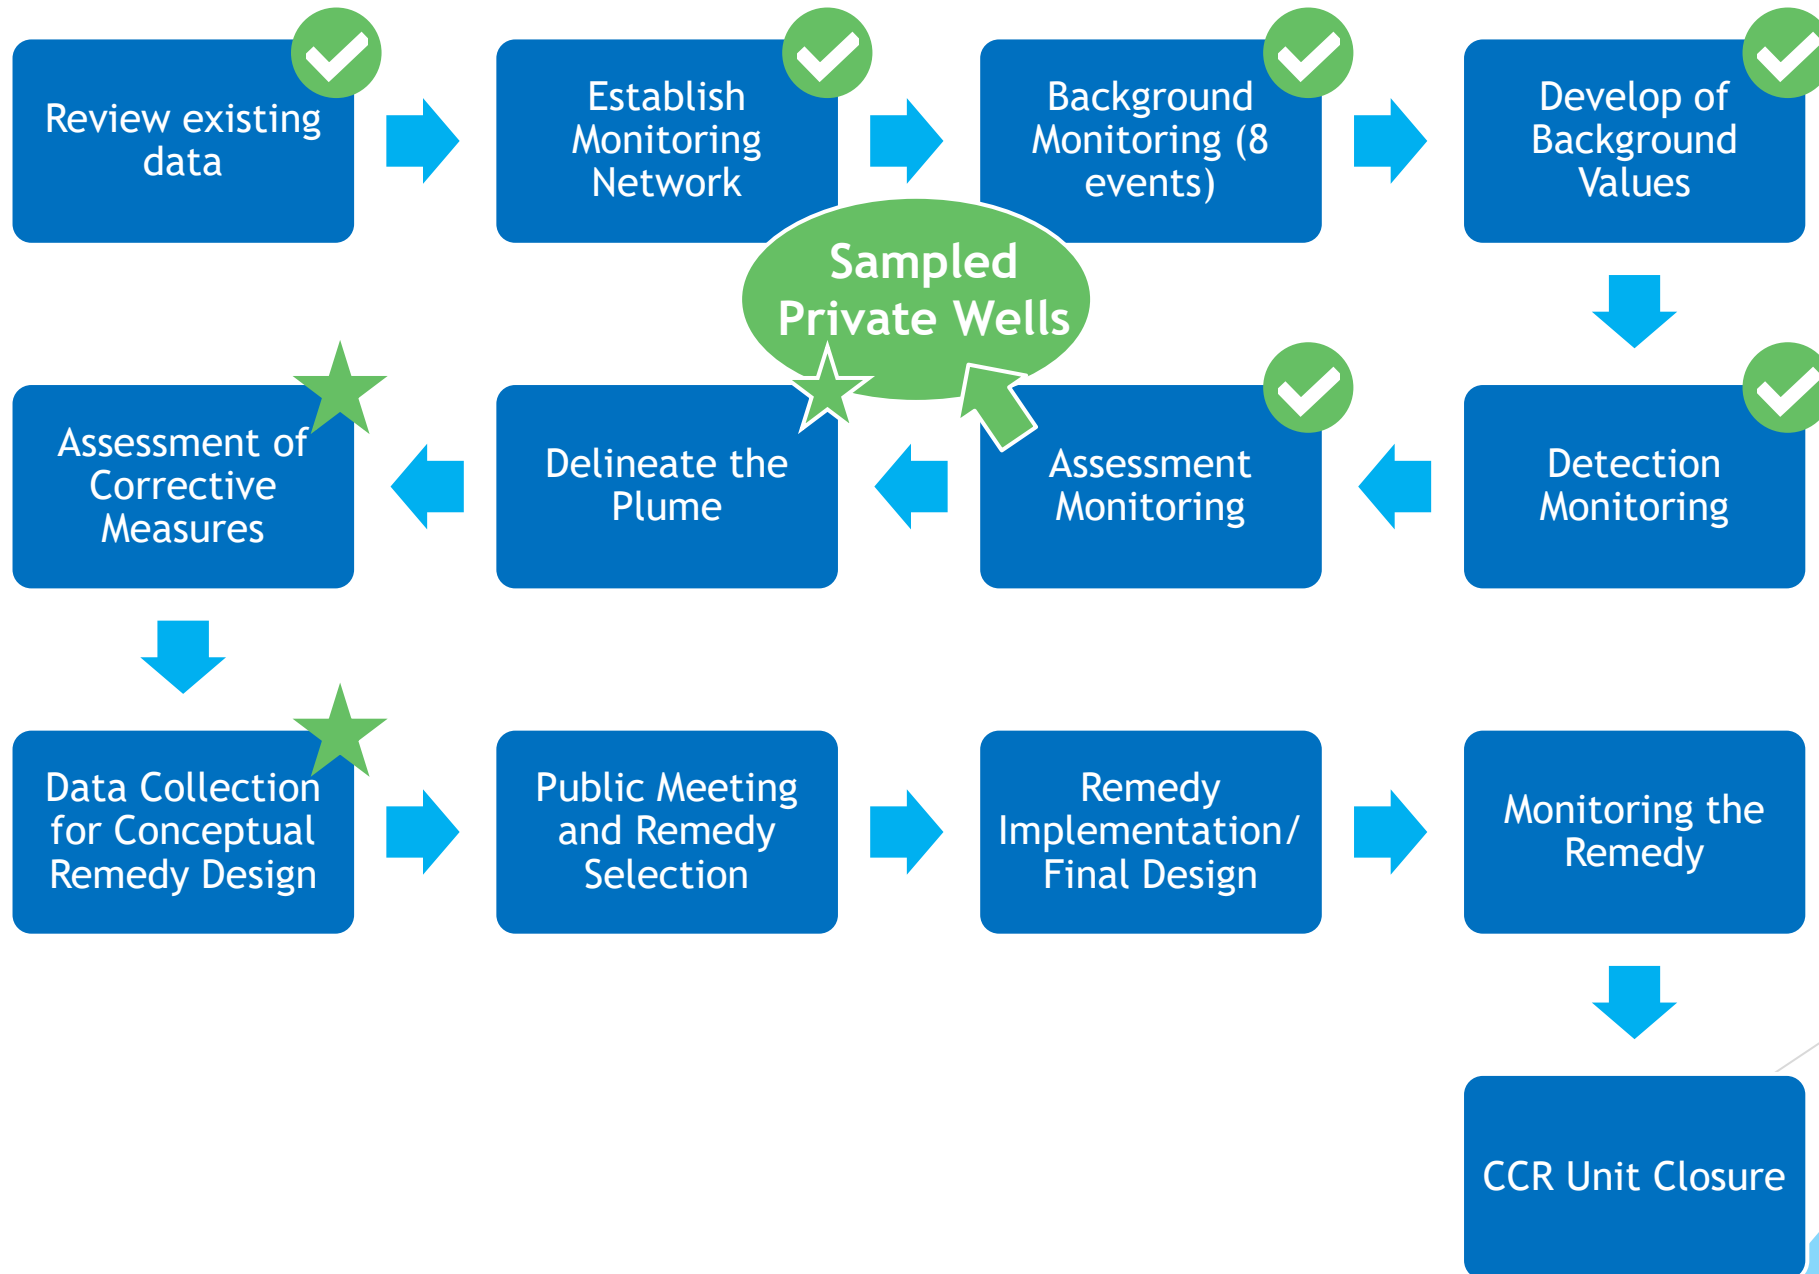 Review existing
data
Establish
Monitoring
Network
Background
Monitoring (8
events)
Develop of
Background
Values
Sampled
Private Wells
Detection
Monitoring
Assessment
Monitoring
Delineate the
Plume
Assessment of
Corrective
Measures
Data Collection
for Conceptual
Remedy Design
Public Meeting
and Remedy
Selection
Remedy
Implementation/
Final Design
Monitoring the
Remedy
CCR Unit Closure